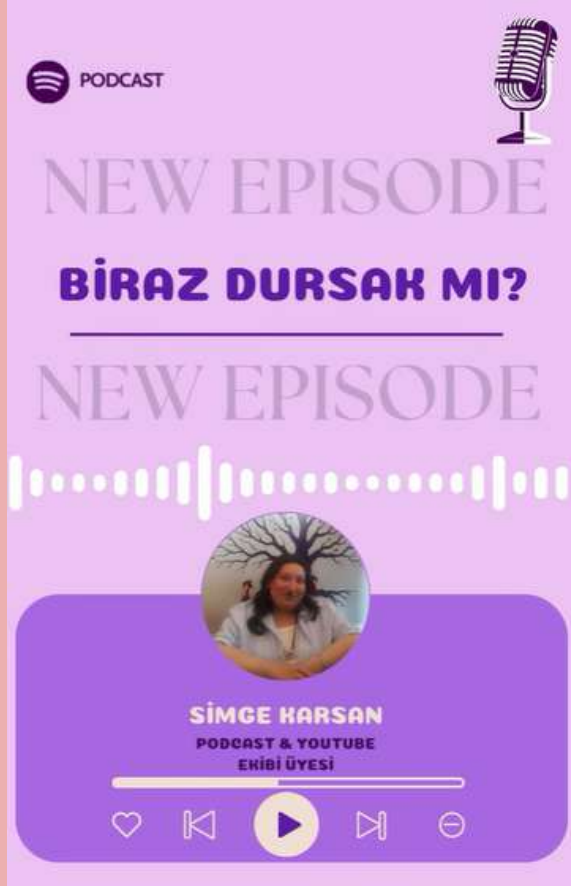 PODCAST
NEW EPISODE
BİRAZ DURSAK MI?
NEW EPISODE
SİMGE KARSAN
PODCAST & YOUTUBE
EKİBİ ÜYESİ